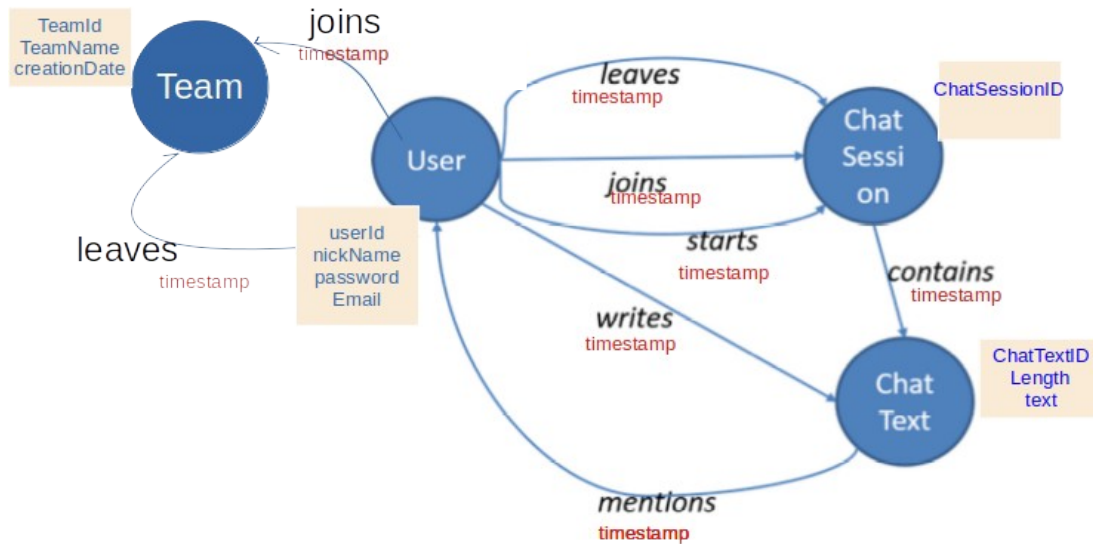 TeamId
TeamName
creationDate
Team
joins
timestamp
User
leaves
timestamp
userId
nickName
password
Email
leaves
timestamp
joins
timestamp
starts
timestamp
Chat
Sessi
on
ChatSessionID
contains
timestamp
writes
timestamp
Chat
Text
ChatTextID
Length
text
mentions
timestamp